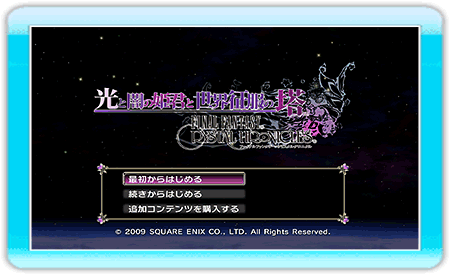 光と闇の姫君と世界征服の塔
FINAL FANTASY
CRYSTAL CHRONICLES
最初からはじめる
続きからはじめる
追加コンテンツを購入する
© 2009 SQUARE ENIX CO., LTD. All Rights Reserved.